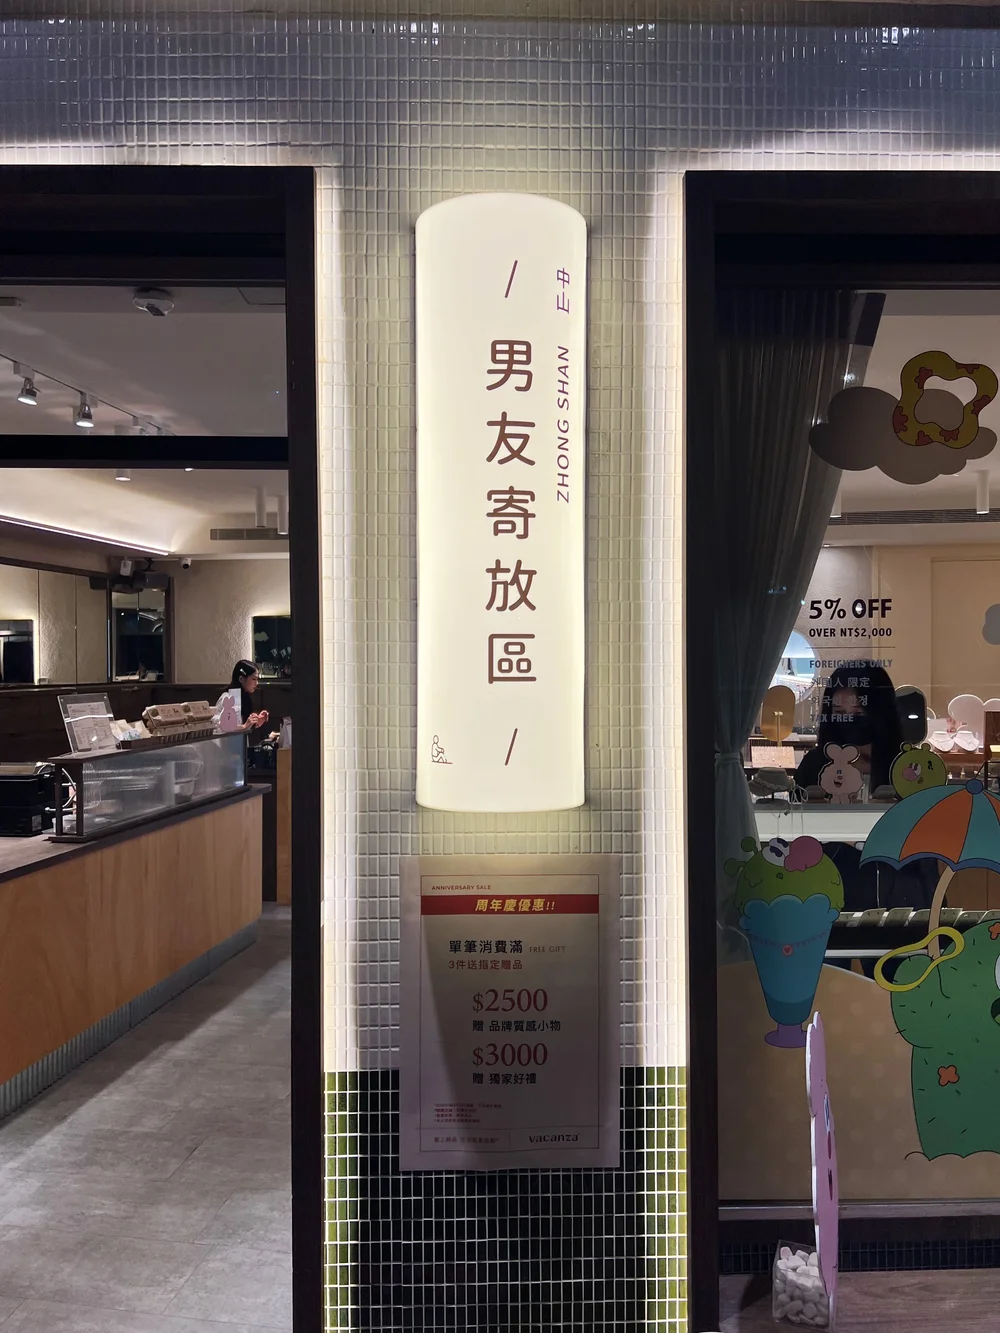 中山 ZHONG SHAN
/ 男友寄放區 /
ANNIVERSARY SALE
周年慶優惠!!
單筆消費滿 FREE GIFT
3件送指定贈品
$2500
贈 品牌質感小物
$3000
贈 獨家好禮
vacanza
5% OFF
OVER NT$2,000
FOREIGNERS ONLY
外國人 限定
TAX FREE